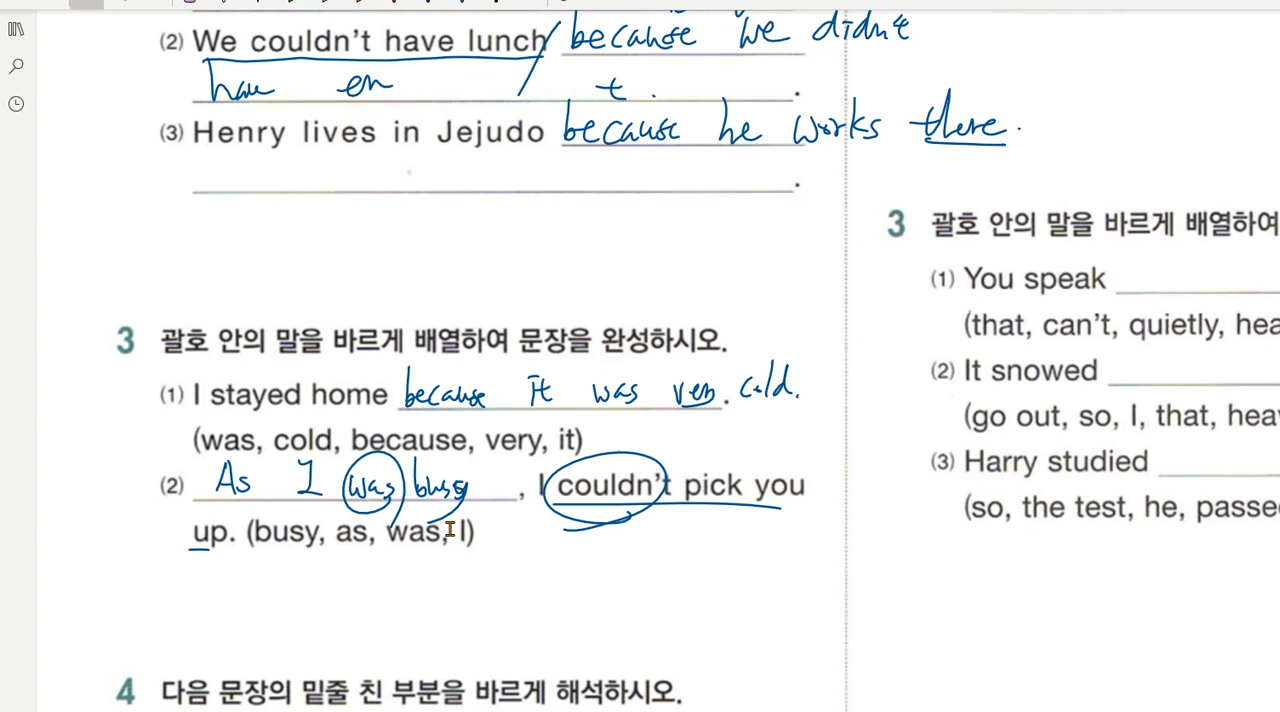 (2) We couldn't have lunch because we didn't
have en t.
(3) Henry lives in Jejudo because he works there.
3 괄호 안의 말을 바르게 배열하여 문장을 완성하시오.
(1) I stayed home because it was very cold.
(was, cold, because, very, it)
(2) As I was busy, I couldn't pick you
up. (busy, as, was, I)
4 다음 문장의 밑줄 친 부분을 바르게 해석하시오.
3 괄호 안의 말을 바르게 배열하여
(1) You speak
(that, can't, quietly, hea
(2) It snowed
(go out, so, I, that, hea
(3) Harry studied
(so, the test, he, passe